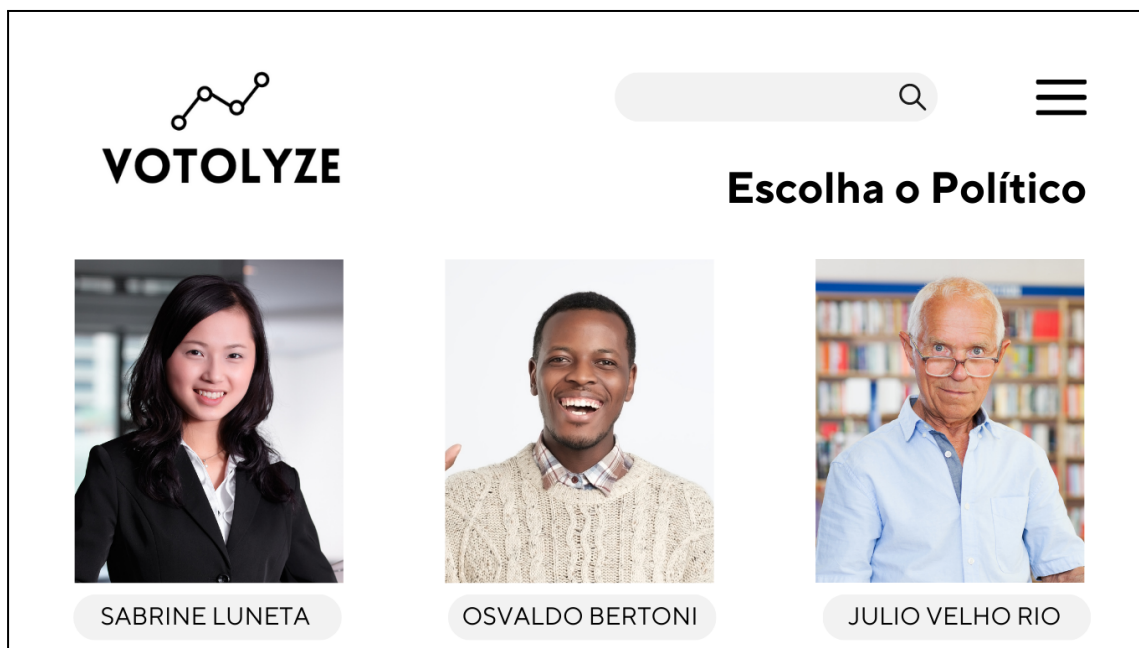 VOTOLYZE
Escolha o Político
SABRINE LUNETA
OSVALDO BERTONI
JULIO VELHO RIO